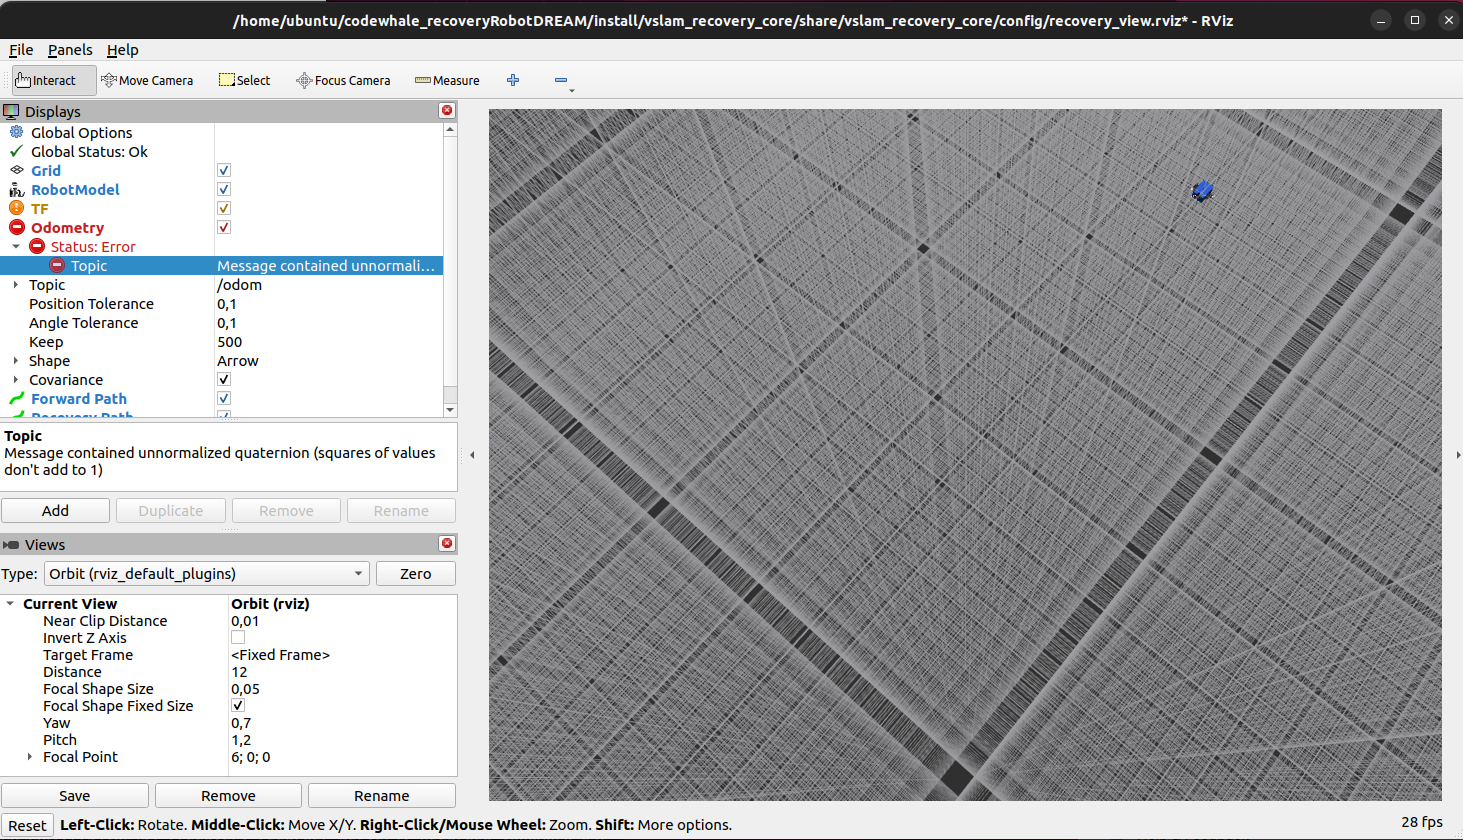 /home/ubuntu/codewhale_recoveryRobotDREAM/install/vslam_recovery_core/share/vslam_recovery_core/config/recovery_view.rviz* - RViz
File Panels Help
Interact Move Camera Select Focus Camera Measure
Displays
Global Options
Global Status: Ok
Grid
RobotModel
TF
Odometry
Status: Error
Topic Message contained unnormali...
Topic /odom
Position Tolerance 0,1
Angle Tolerance 0,1
Keep 500
Shape Arrow
Covariance
Forward Path
Recovery Path
Topic
Message contained unnormalized quaternion (squares of values
don't add to 1)
Add Duplicate Remove Rename
Views
Type: Orbit (rviz_default_plugins) Zero
Current View Orbit (rviz)
Near Clip Distance 0,01
Invert Z Axis
Target Frame <Fixed Frame>
Distance 12
Focal Shape Size 0,05
Focal Shape Fixed Size
Yaw 0,7
Pitch 1,2
Focal Point 6; 0; 0
Save Remove Rename
Reset Left-Click: Rotate. Middle-Click: Move X/Y. Right-Click/Mouse Wheel: Zoom. Shift: More options. 28 fps